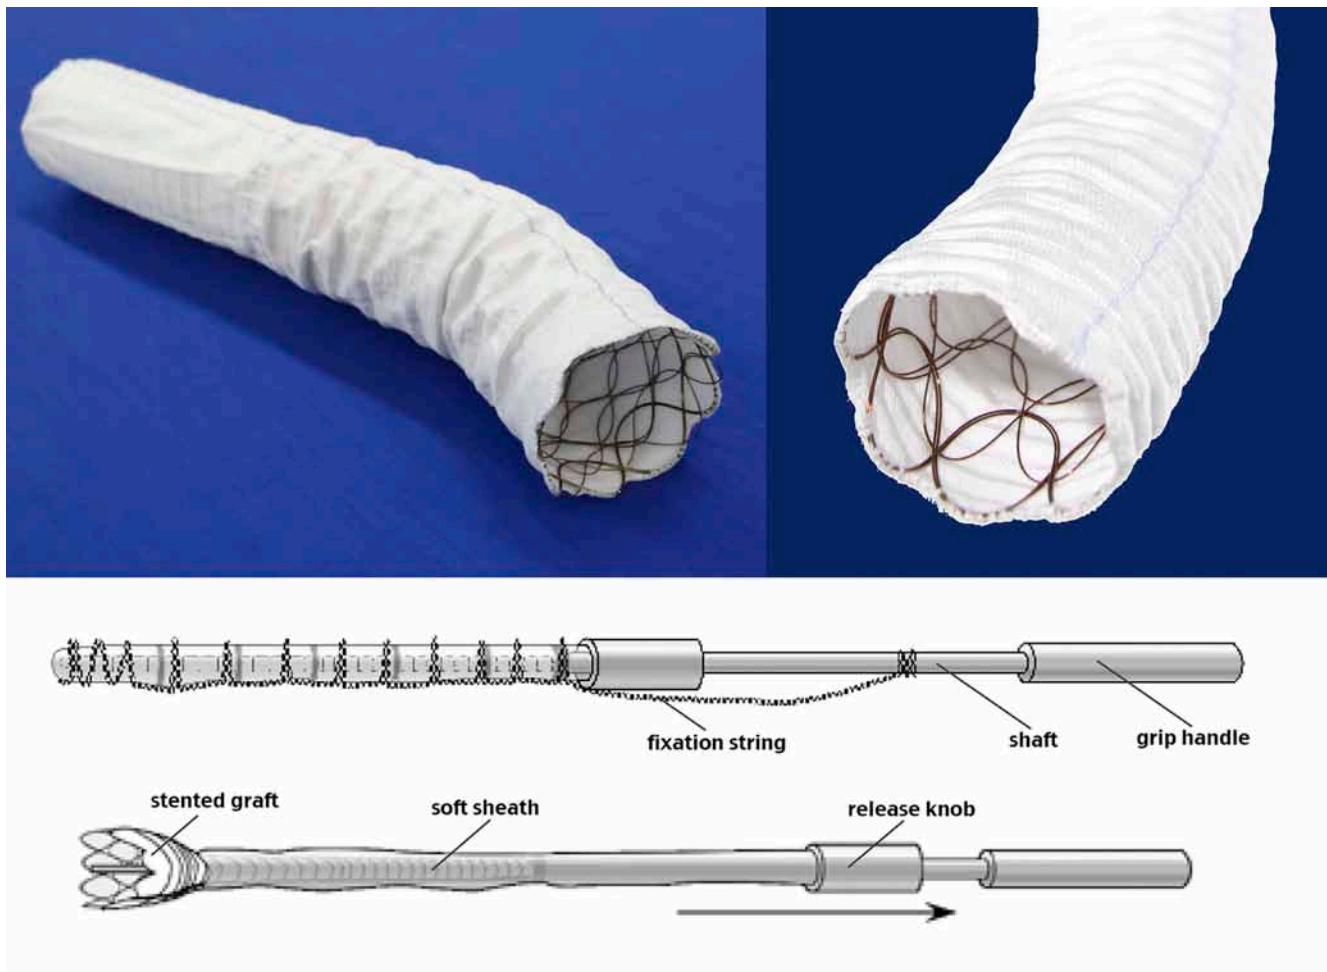 fixation string
shaft
grip handle
stented graft
soft sheath
release knob